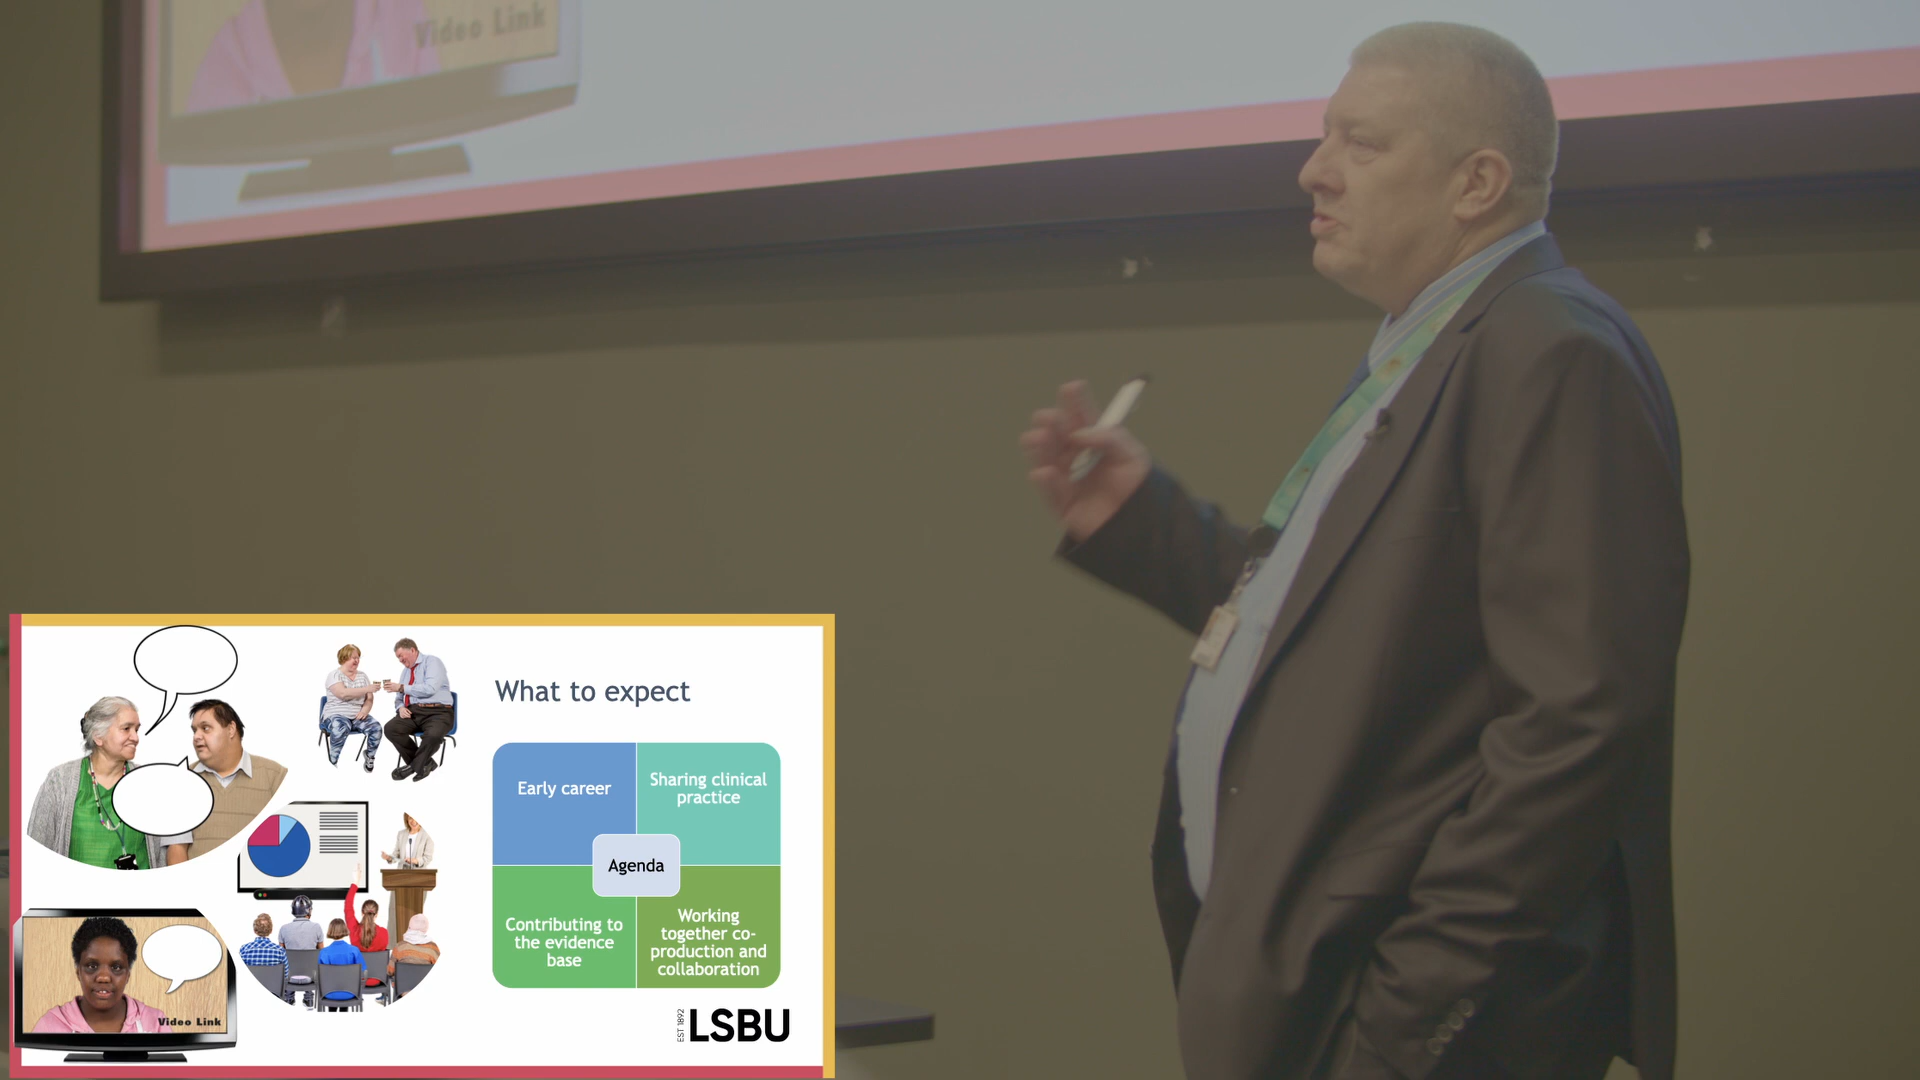 Video Link
What to expect
Early career
Sharing clinical
practice
Agenda
Contributing to
the evidence
base
Working
together co-
production and
collaboration
Video Link
EST 1892
LSBU